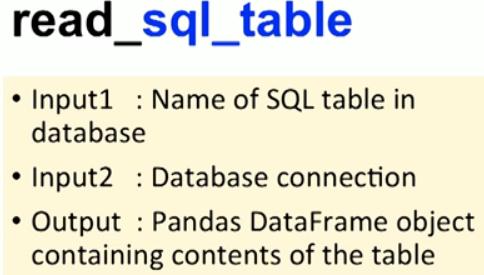 read_sql_table
• Input1 : Name of SQL table in
database
• Input2 : Database connection
• Output : Pandas DataFrame object
containing contents of the table